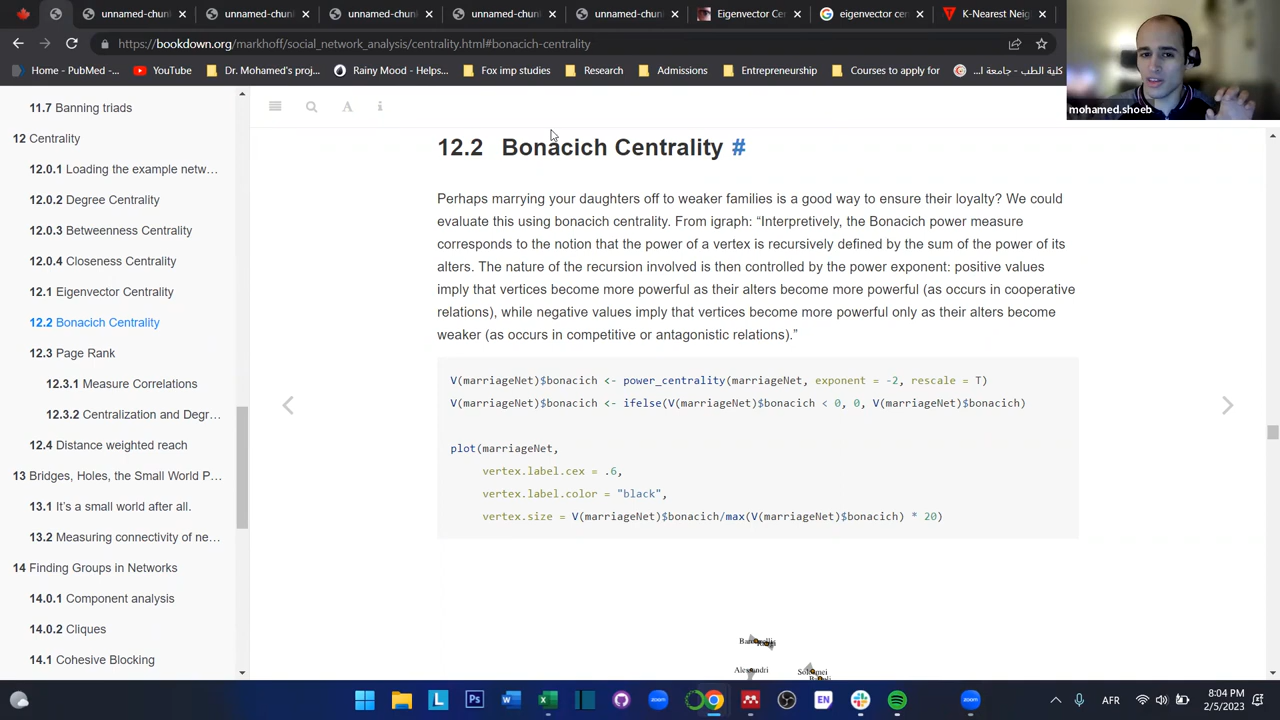 unnamed-chun
unnamed-chun
unnamed-chun
unnamed-chun
unnamed-chun
Eigenvector Ce
eigenvector cen
K-Nearest Neig
https://bookdown.org/markhoff/social_network_analysis/centrality.html#bonacich-centrality
Home - PubMed -...
YouTube
Dr. Mohamed's proj...
Rainy Mood - Helps...
Fox imp studies
Research
Admissions
Entrepreneurship
Courses to apply for
كلية الطب - جامعة ا...
mohamed.shoeb
11.7 Banning triads
12 Centrality
12.0.1 Loading the example netw...
12.0.2 Degree Centrality
12.0.3 Betweenness Centrality
12.0.4 Closeness Centrality
12.1 Eigenvector Centrality
12.2 Bonacich Centrality
12.3 Page Rank
12.3.1 Measure Correlations
12.3.2 Centralization and Degr...
12.4 Distance weighted reach
13 Bridges, Holes, the Small World P...
13.1 It's a small world after all.
13.2 Measuring connectivity of ne...
14 Finding Groups in Networks
14.0.1 Component analysis
14.0.2 Cliques
14.1 Cohesive Blocking
12.2 Bonacich Centrality #
Perhaps marrying your daughters off to weaker families is a good way to ensure their loyalty? We could
evaluate this using bonacich centrality. From igraph: “Interpretively, the Bonacich power measure
corresponds to the notion that the power of a vertex is recursively defined by the sum of the power of its
alters. The nature of the recursion involved is then controlled by the power exponent: positive values
imply that vertices become more powerful as their alters become more powerful (as occurs in cooperative
relations), while negative values imply that vertices become more powerful only as their alters become
weaker (as occurs in competitive or antagonistic relations).”
V(marriageNet)$bonacich <- power_centrality(marriageNet, exponent = -2, rescale = T)
V(marriageNet)$bonacich <- ifelse(V(marriageNet)$bonacich < 0, 0, V(marriageNet)$bonacich)
plot(marriageNet,
vertex.label.cex = .6,
vertex.label.color = "black",
vertex.size = V(marriageNet)$bonacich/max(V(marriageNet)$bonacich) * 20)
AFR
8:04 PM
2/5/2023